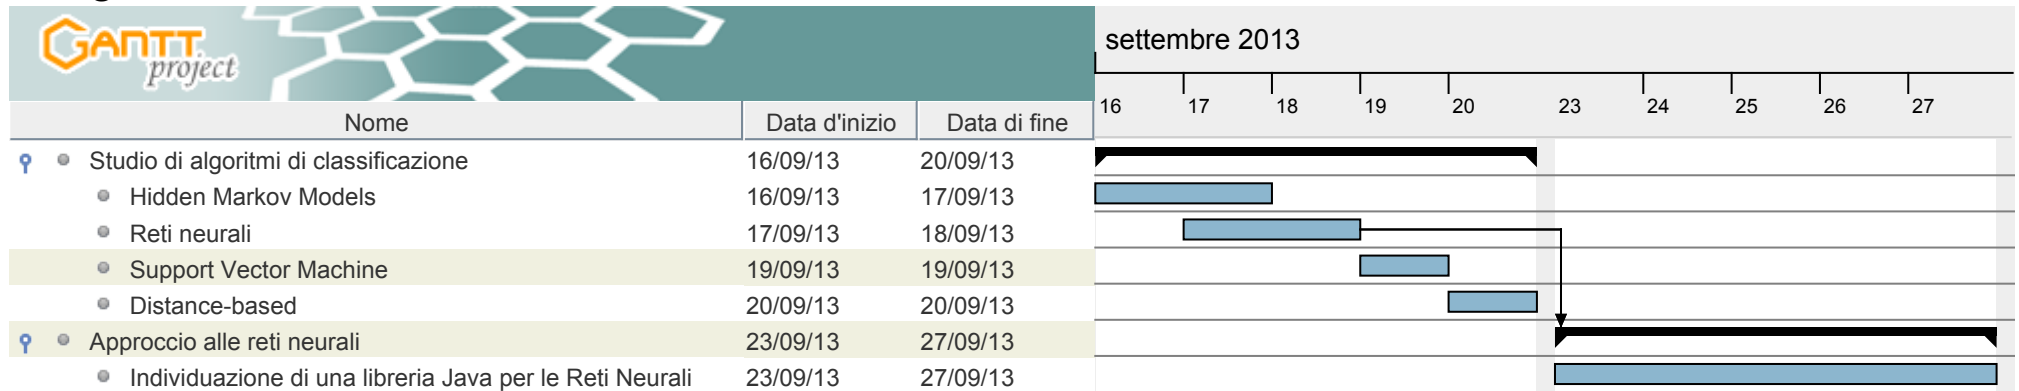 GANTT
project
settembre 2013
16 17 18 19 20 23 24 25 26 27
Nome Data d'inizio Data di fine
Studio di algoritmi di classificazione 16/09/13 20/09/13
Hidden Markov Models 16/09/13 17/09/13
Reti neurali 17/09/13 18/09/13
Support Vector Machine 19/09/13 19/09/13
Distance-based 20/09/13 20/09/13
Approccio alle reti neurali 23/09/13 27/09/13
Individuazione di una libreria Java per le Reti Neurali 23/09/13 27/09/13